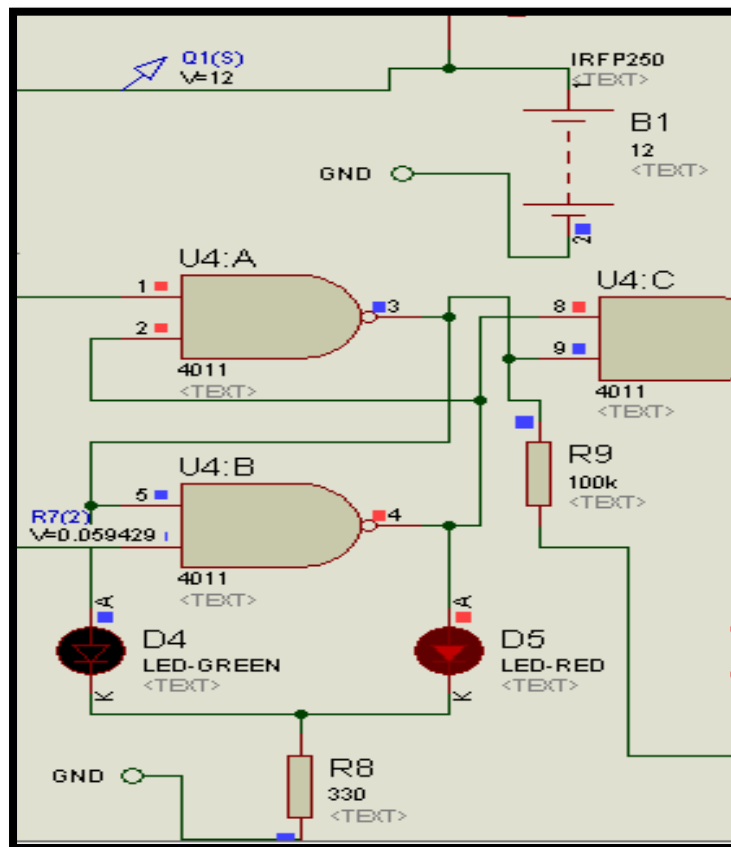 Q1(S)
V=12
IRFP250
<TEXT>
1
B1
12
<TEXT>
GND
2
U4:A
1
2
3
4011
<TEXT>
U4:C
8
9
4011
<TEXT>
U4:B
5
4
R7(2)
V=0.059429
4011
<TEXT>
R9
100k
<TEXT>
A
D4
LED-GREEN
<TEXT>
K
A
D5
LED-RED
<TEXT>
K
GND
R8
330
<TEXT>